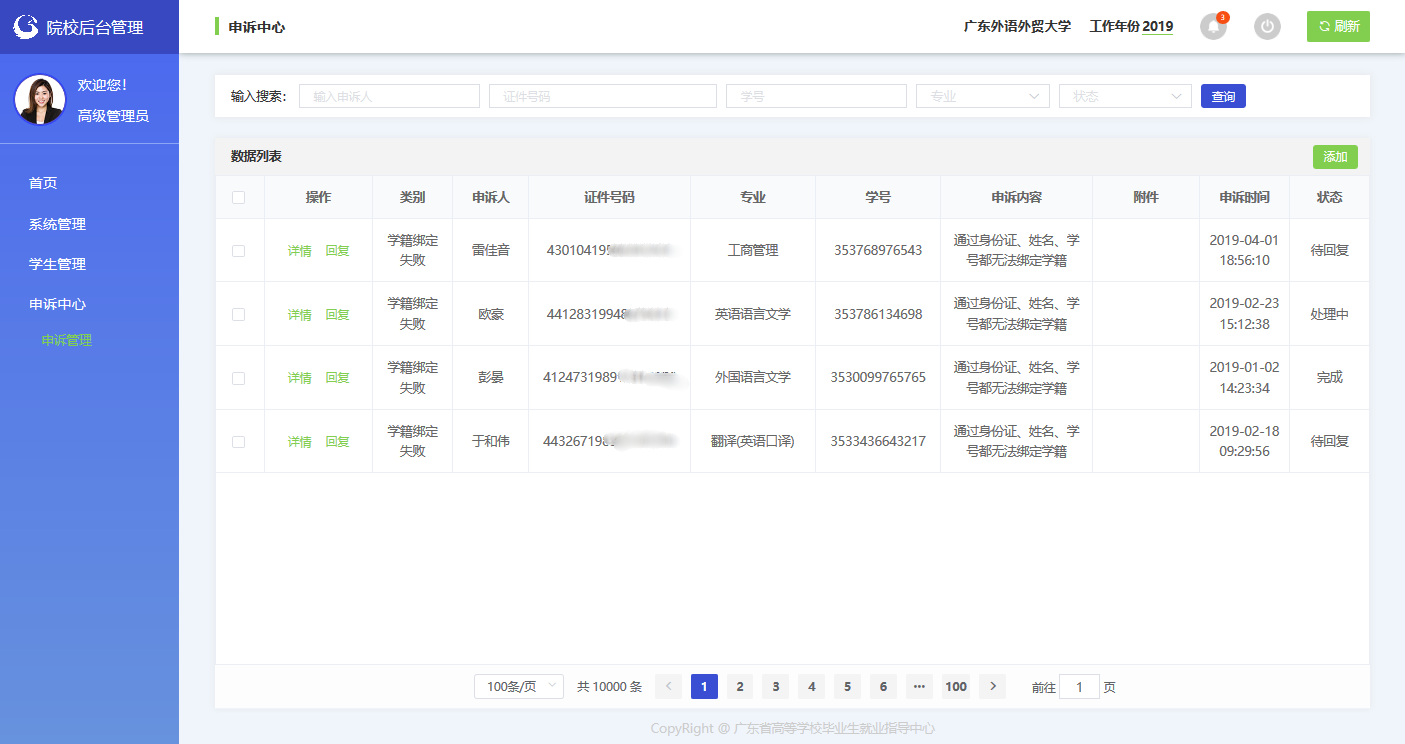 院校后台管理
欢迎您！
高级管理员
首页
系统管理
学生管理
申诉中心
申诉管理
申诉中心
广东外语外贸大学 工作年份 2019
3
刷新
输入搜索： 输入申诉人 证件号码 学号 专业 状态 查询
数据列表 添加
操作 类别 申诉人 证件号码 专业 学号 申诉内容 附件 申诉时间 状态
详情 回复 学籍绑定失败 雷佳音 430104195 工商管理 353768976543 通过身份证、姓名、学号都无法绑定学籍 2019-04-01 18:56:10 待回复
详情 回复 学籍绑定失败 欧豪 44128319948 英语语言文学 353786134698 通过身份证、姓名、学号都无法绑定学籍 2019-02-23 15:12:38 处理中
详情 回复 学籍绑定失败 彭晏 4124731989 外国语言文学 3530099765765 通过身份证、姓名、学号都无法绑定学籍 2019-01-02 14:23:34 完成
详情 回复 学籍绑定失败 于和伟 443267198 翻译(英语口译) 3533436643217 通过身份证、姓名、学号都无法绑定学籍 2019-02-18 09:29:56 待回复
100条/页 共 10000 条 < 1 2 3 4 5 6 ··· 100 > 前往 1 页
CopyRight @ 广东省高等学校毕业生就业指导中心